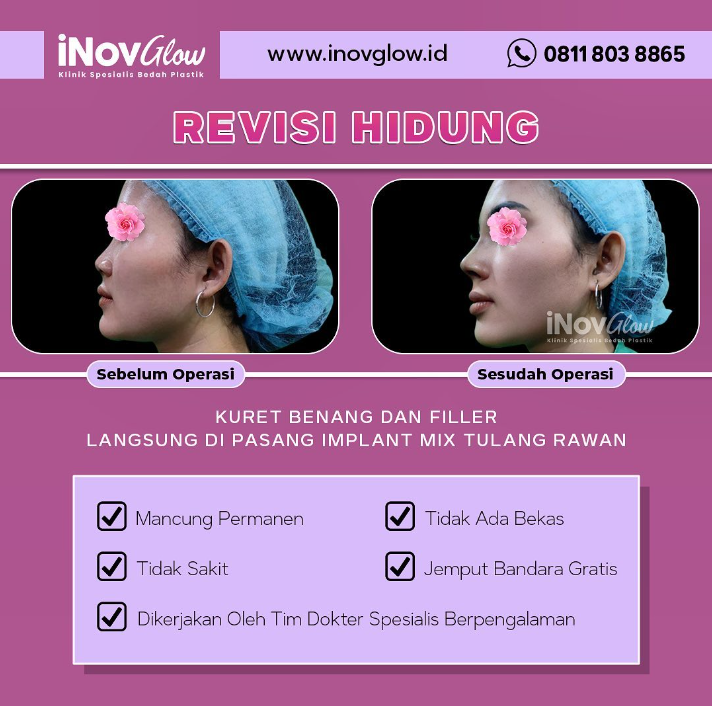 iNovGlow
Klinik Spesialis Bedah Plastik
www.inovglow.id
0811 803 8865
REVISI HIDUNG
iNovGlow
Klinik Spesialis Bedah Plastik
Sebelum Operasi
Sesudah Operasi
KURET BENANG DAN FILLER
LANGSUNG DI PASANG IMPLANT MIX TULANG RAWAN
Mancung Permanen
Tidak Ada Bekas
Tidak Sakit
Jemput Bandara Gratis
Dikerjakan Oleh Tim Dokter Spesialis Berpengalaman